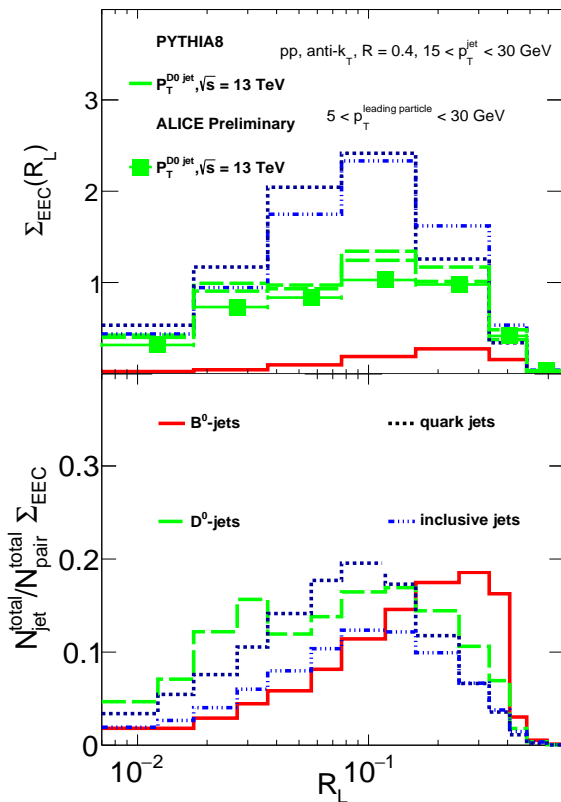 PYTHIA8
pp, anti-k_T, R = 0.4, 15 < p_T^jet < 30 GeV
P_T^D0 jet,√s = 13 TeV
5 < p_T^leading particle < 30 GeV
ALICE Preliminary
P_T^D0 jet,√s = 13 TeV
Σ_EEC(R_L)
3
2
1
B⁰-jets
quark jets
D⁰-jets
inclusive jets
N_jet^total/N_pair^total Σ_EEC
0.3
0.2
0.1
0
10⁻²
10⁻¹
R_L